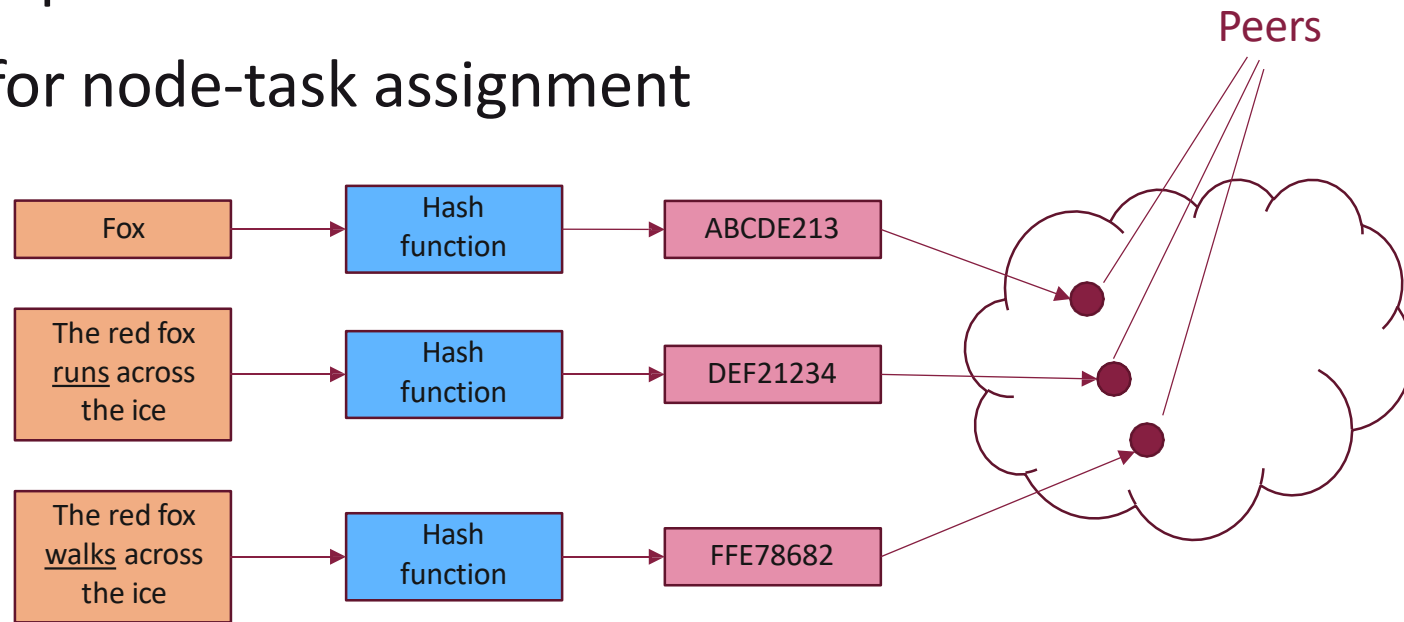 Peers
for node-task assignment
Fox
Hash
function
ABCDE213
The red fox
runs across
the ice
Hash
function
DEF21234
The red fox
walks across
the ice
Hash
function
FFE78682